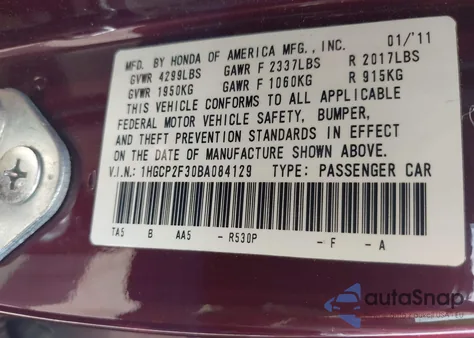 MFD. BY HONDA OF AMERICA MFG., INC. 01/'11
GVWR 4299LBS GAWR F 2337LBS R 2017LBS
GVWR 1950KG GAWR F 1060KG R 915KG
THIS VEHICLE CONFORMS TO ALL APPLICABLE
FEDERAL MOTOR VEHICLE SAFETY, BUMPER,
AND THEFT PREVENTION STANDARDS IN EFFECT
ON THE DATE OF MANUFACTURE SHOWN ABOVE.
V.I.N.: 1HGCP2F30BA084129 TYPE: PASSENGER CAR
TA5 B AA5 - R530P - F - A
autoSnap